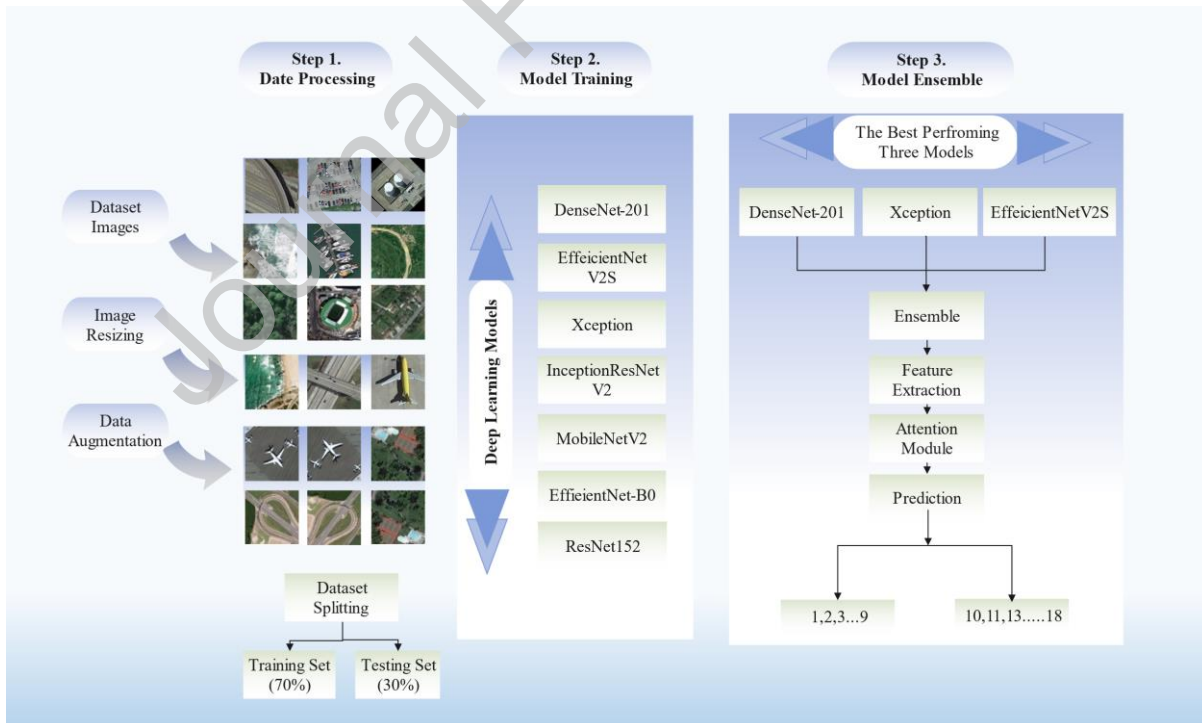 Journal P
Step 1.
Date Processing
Step 2.
Model Training
Step 3.
Model Ensemble
Dataset
Images
Image
Resizing
Data
Augmentation
Dataset
Splitting
Training Set
(70%)
Testing Set
(30%)
Deep Learning Models
DenseNet-201
EffeicientNet
V2S
Xception
InceptionResNet
V2
MobileNetV2
EffieientNet-B0
ResNet152
The Best Perfroming
Three Models
DenseNet-201
Xception
EffeicientNetV2S
Ensemble
Feature
Extraction
Attention
Module
Prediction
1,2,3...9
10,11,13.....18